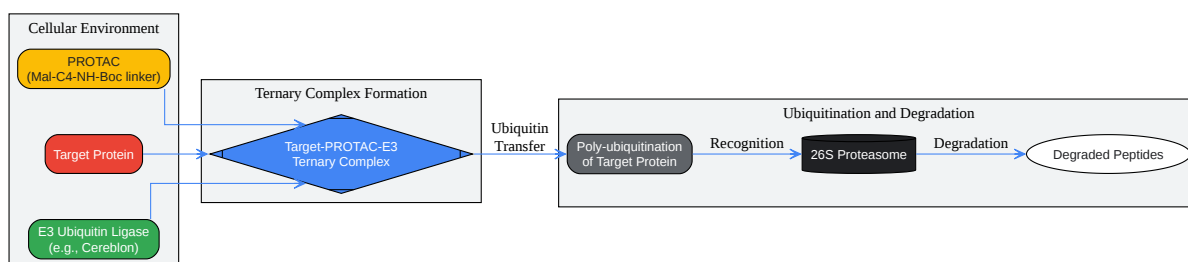 Cellular Environment
PROTAC
(Mal-C4-NH-Boc linker)
Target Protein
E3 Ubiquitin Ligase
(e.g., Cereblon)
Ternary Complex Formation
Target-PROTAC-E3
Ternary Complex
Ubiquitin
Transfer
Ubiquitination and Degradation
Poly-ubiquitination
of Target Protein
Recognition
26S Proteasome
Degradation
Degraded Peptides